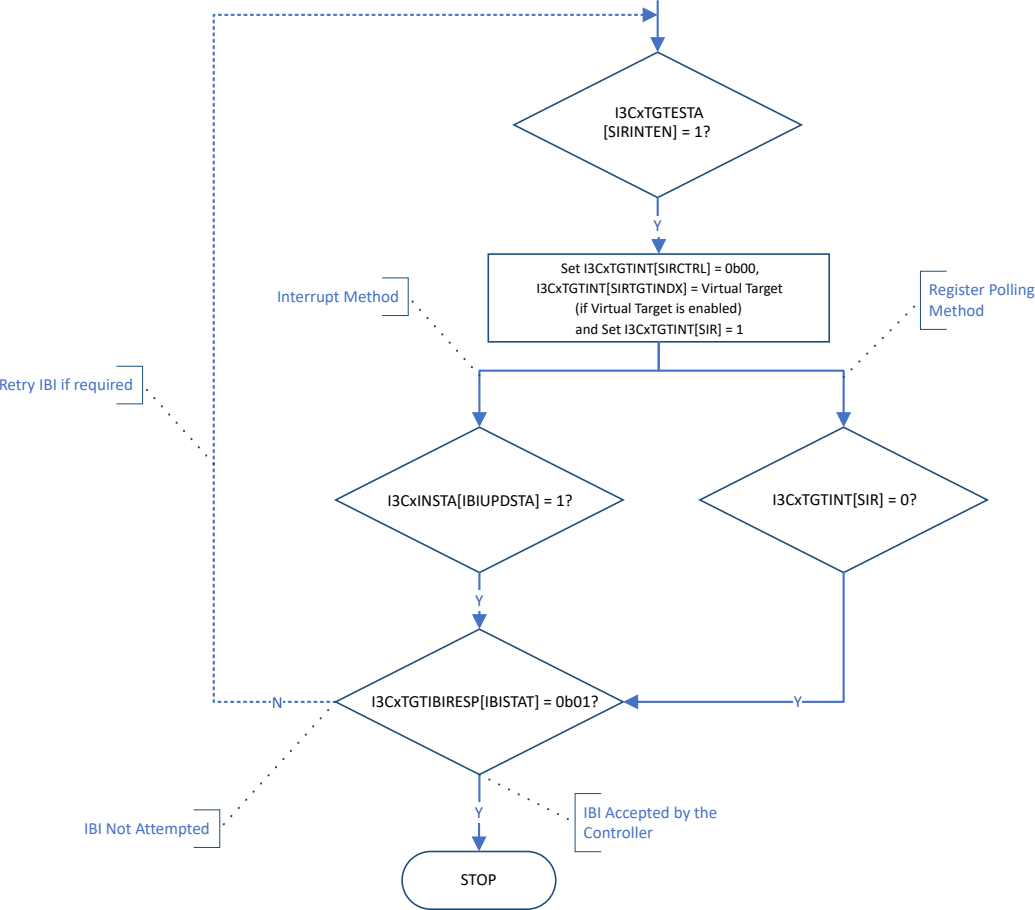 I3CxTGTESTA
[SIRINTEN] = 1?
Y
Set I3CxTGTINT[SIRCTRL] = 0b00,
I3CxTGTINT[SIRTGTINDX] = Virtual Target
(if Virtual Target is enabled)
and Set I3CxTGTINT[SIR] = 1
Interrupt Method
Register Polling
Method
Retry IBI if required
I3CxINSTA[IBIUPDSTA] = 1?
I3CxTGTINT[SIR] = 0?
Y
I3CxTGTIBIRESP[IBISTAT] = 0b01?
N
Y
IBI Not Attempted
Y
IBI Accepted by the
Controller
STOP